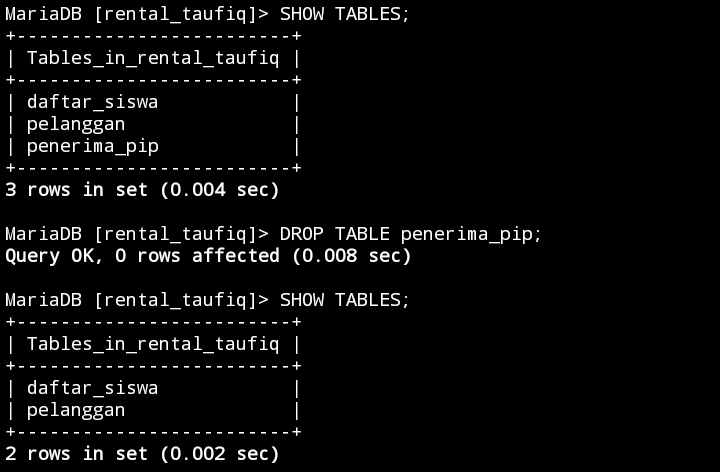 MariaDB [rental_taufiq]> SHOW TABLES;
+-------------------------+
| Tables_in_rental_taufiq |
+-------------------------+
| daftar_siswa            |
| pelanggan               |
| penerima_pip            |
+-------------------------+
3 rows in set (0.004 sec)

MariaDB [rental_taufiq]> DROP TABLE penerima_pip;
Query OK, 0 rows affected (0.008 sec)

MariaDB [rental_taufiq]> SHOW TABLES;
+-------------------------+
| Tables_in_rental_taufiq |
+-------------------------+
| daftar_siswa            |
| pelanggan               |
+-------------------------+
2 rows in set (0.002 sec)